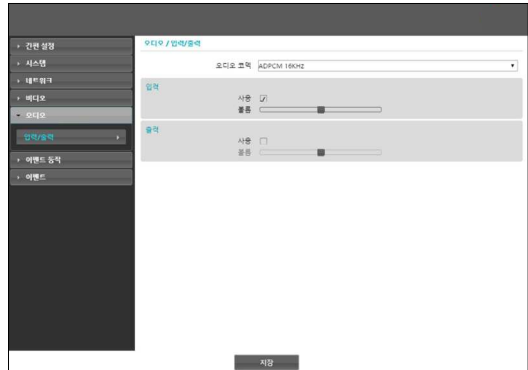 간편 설정
시스템
네트워크
비디오
오디오
입력/출력
이벤트 동작
이벤트
오디오 / 입력/출력
오디오 코덱 ADPCM 16KHz
입력
사용
볼륨
출력
사용
볼륨
저장